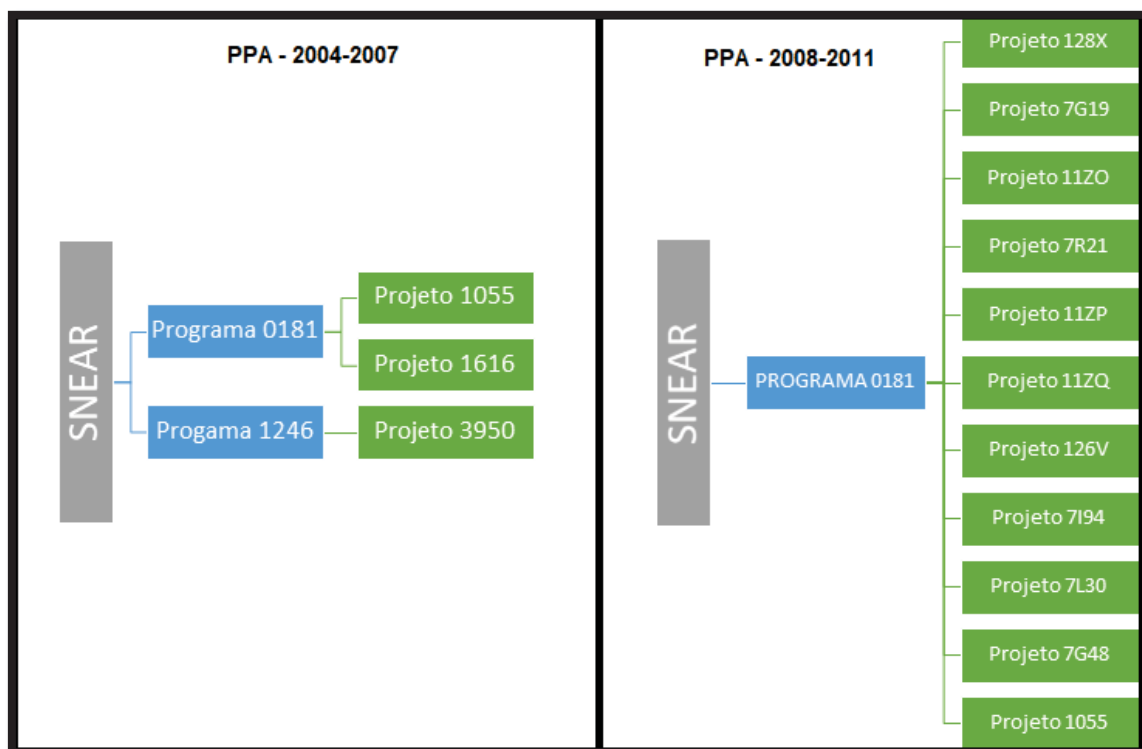 PPA - 2004-2007
SNEAR
Programa 0181
Projeto 1055
Projeto 1616
Progama 1246
Projeto 3950
PPA - 2008-2011
SNEAR
PROGRAMA 0181
Projeto 128X
Projeto 7G19
Projeto 11ZO
Projeto 7R21
Projeto 11ZP
Projeto 11ZQ
Projeto 126V
Projeto 7I94
Projeto 7L30
Projeto 7G48
Projeto 1055